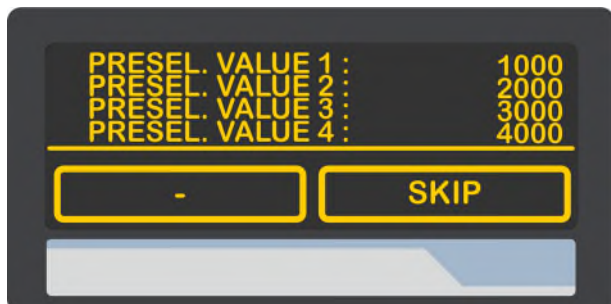 PRESEL. VALUE 1 : 1000
PRESEL. VALUE 2 : 2000
PRESEL. VALUE 3 : 3000
PRESEL. VALUE 4 : 4000
-
SKIP